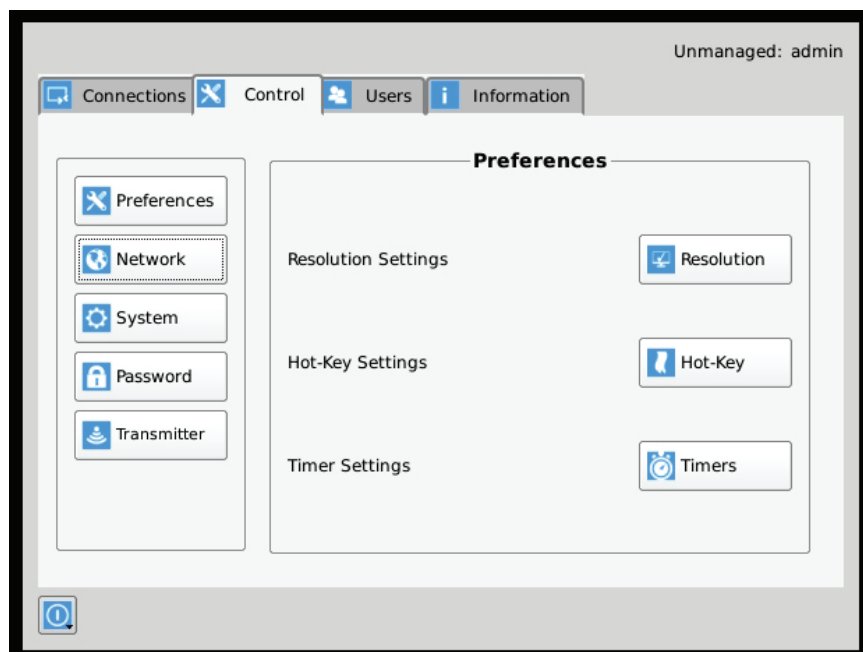 Unmanaged: admin
Connections
Control
Users
i Information
Preferences
Preferences
Network
Resolution Settings
Resolution
System
Hot-Key Settings
Hot-Key
Password
Transmitter
Timer Settings
Timers